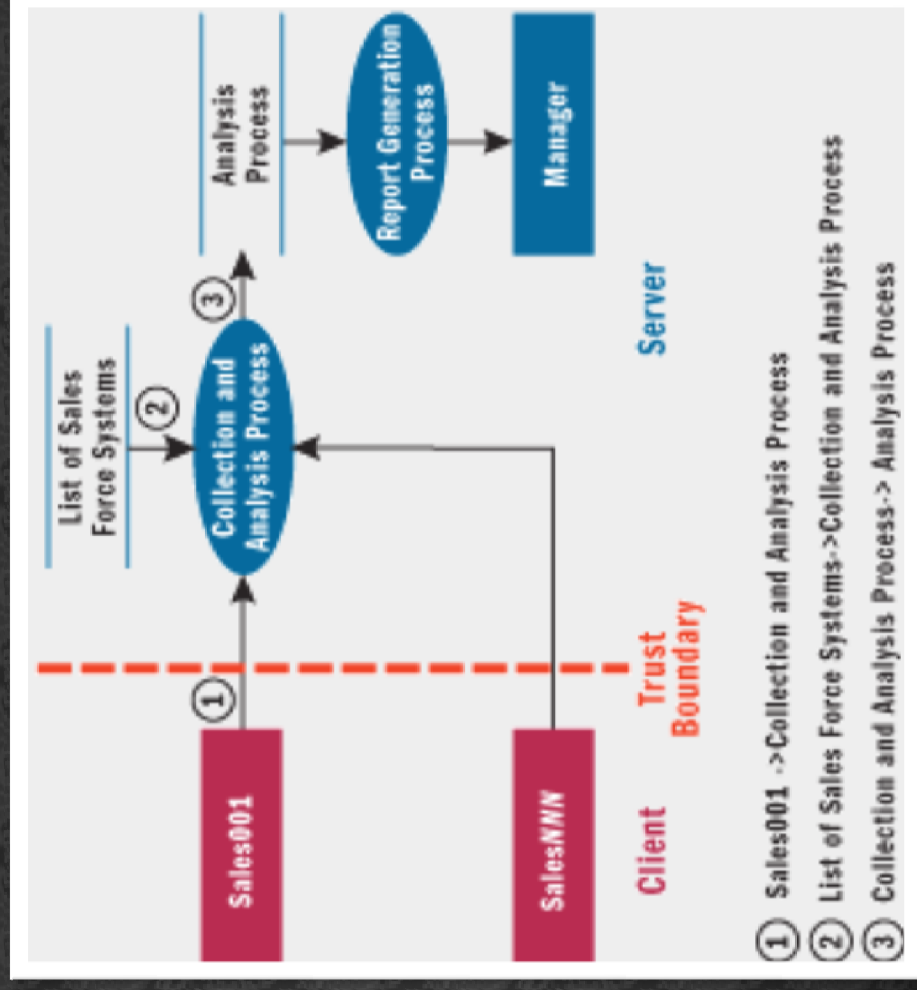 List of Sales
Force Systems
2
Sales001
1
Collection and
Analysis Process
3
Analysis
Process
Report Generation
Process
SalesNNN
Manager
Client
Trust
Boundary
Server
1 Sales001 ->Collection and Analysis Process
2 List of Sales Force Systems->Collection and Analysis Process
3 Collection and Analysis Process-> Analysis Process